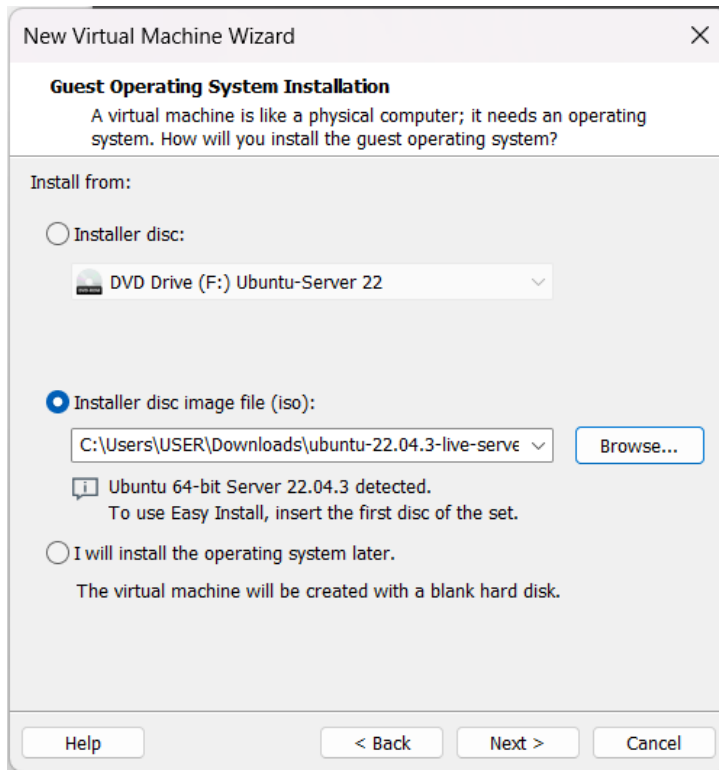 New Virtual Machine Wizard
Guest Operating System Installation
A virtual machine is like a physical computer; it needs an operating
system. How will you install the guest operating system?
Install from:
Installer disc:
DVD Drive (F:) Ubuntu-Server 22
Installer disc image file (iso):
C:\Users\USER\Downloads\ubuntu-22.04.3-live-serve
Browse...
Ubuntu 64-bit Server 22.04.3 detected.
To use Easy Install, insert the first disc of the set.
I will install the operating system later.
The virtual machine will be created with a blank hard disk.
Help
< Back
Next >
Cancel